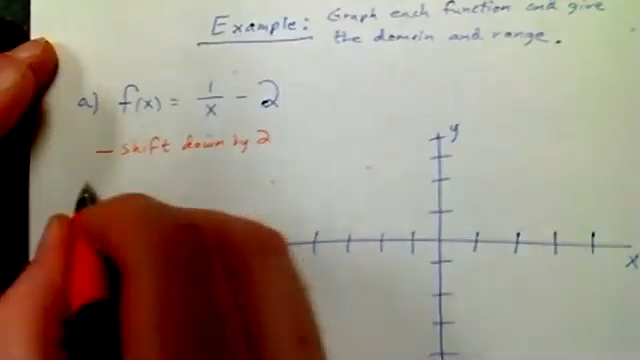 Example: Graph each function and give
the domain and range.
a) f(x) = 1/x - 2
- shift down by 2
y
x